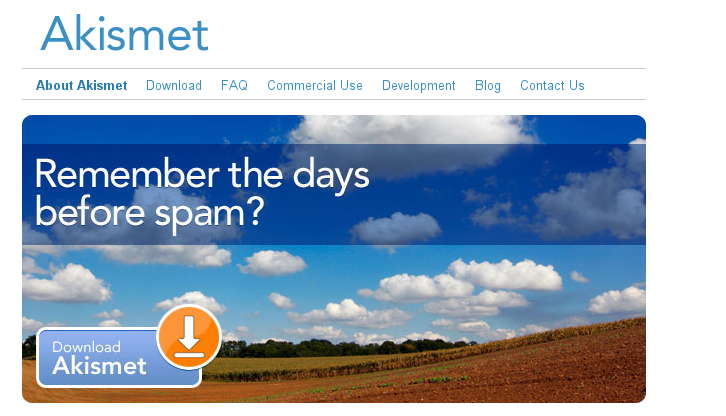 Akismet
About Akismet Download FAQ Commercial Use Development Blog Contact Us
Remember the days
before spam?
Download
Akismet